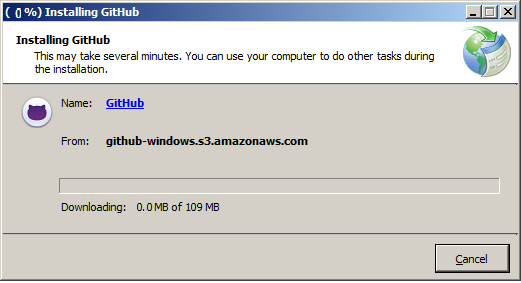 (0%) Installing GitHub
Installing GitHub
This may take several minutes. You can use your computer to do other tasks during
the installation.
Name: GitHub
From: github-windows.s3.amazonaws.com
Downloading: 0.0 MB of 109 MB
Cancel